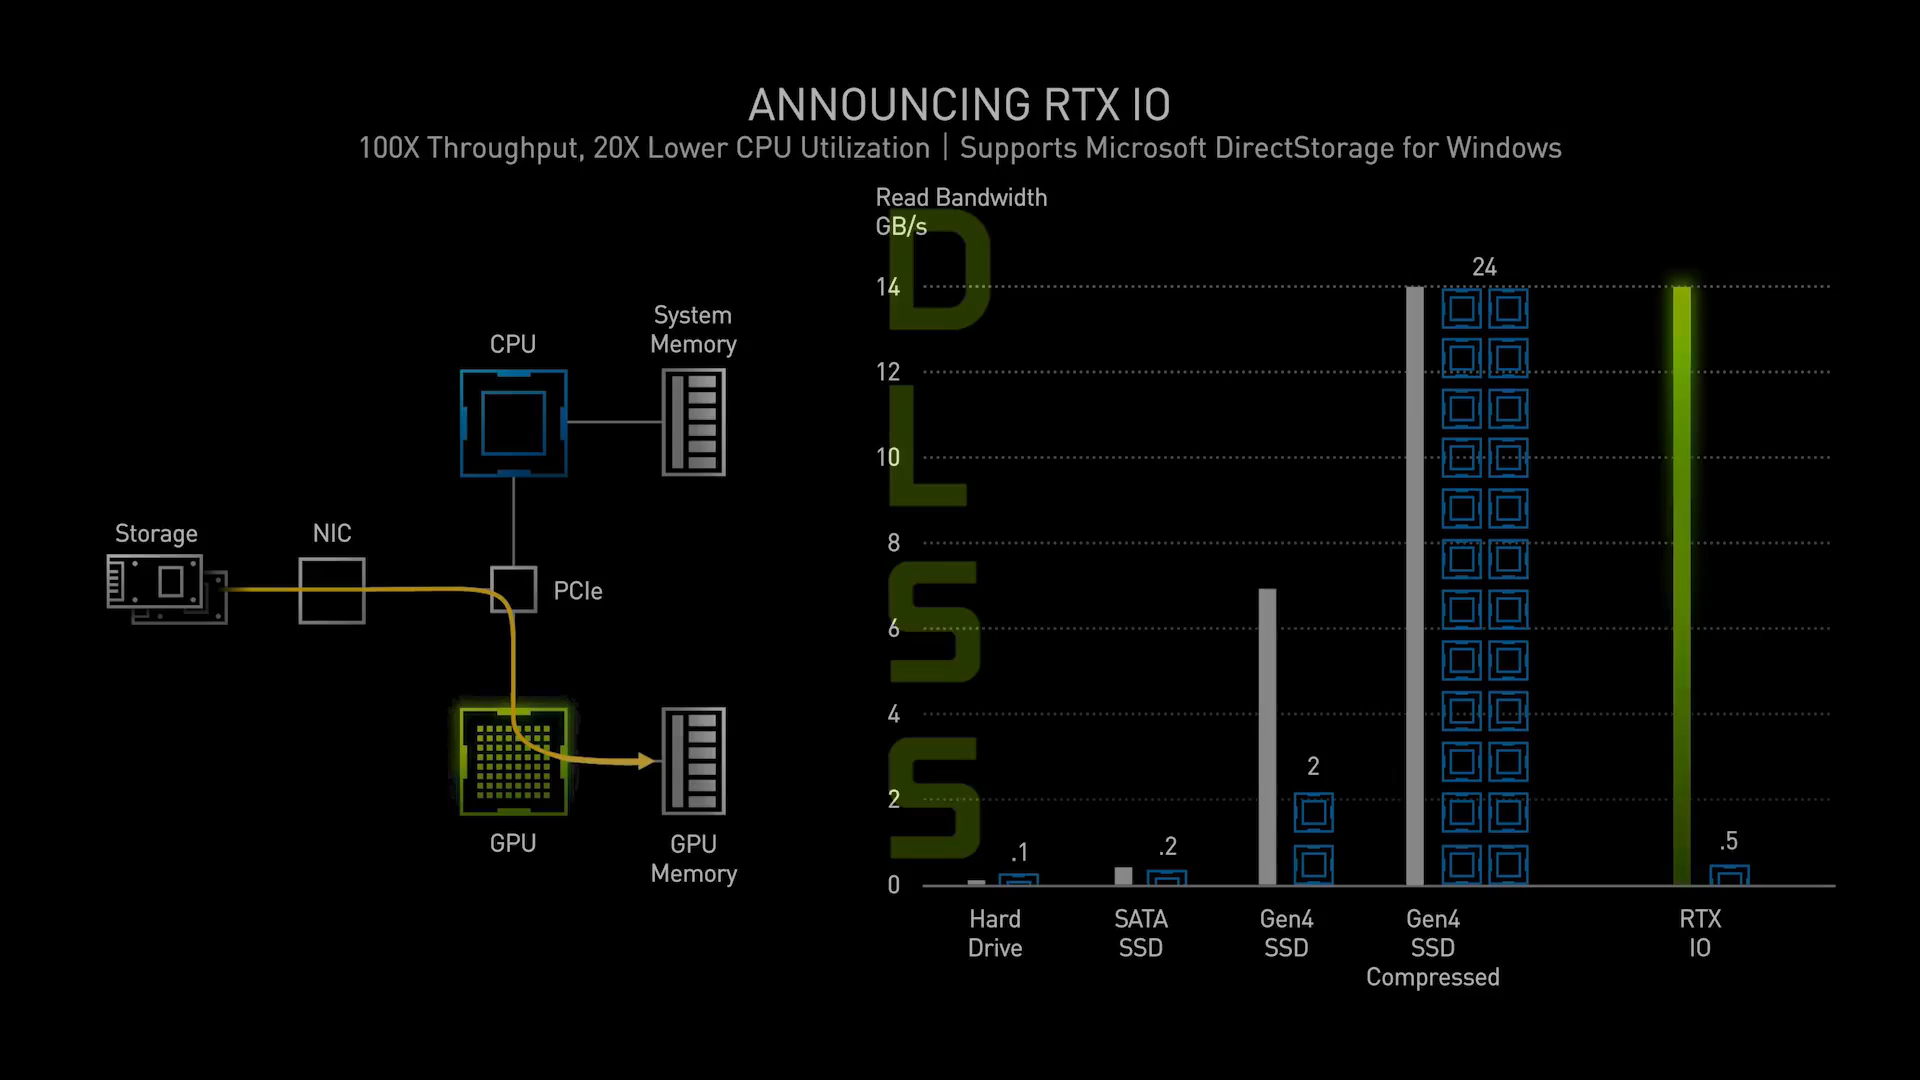 ANNOUNCING RTX IO
100X Throughput, 20X Lower CPU Utilization | Supports Microsoft DirectStorage for Windows
Storage
NIC
CPU
System
Memory
PCIe
GPU
GPU
Memory
Read Bandwidth
GB/s
14
12
10
8
6
4
2
0
.1
.2
2
24
.5
Hard
Drive
SATA
SSD
Gen4
SSD
Gen4
SSD
Compressed
RTX
IO
DLSS